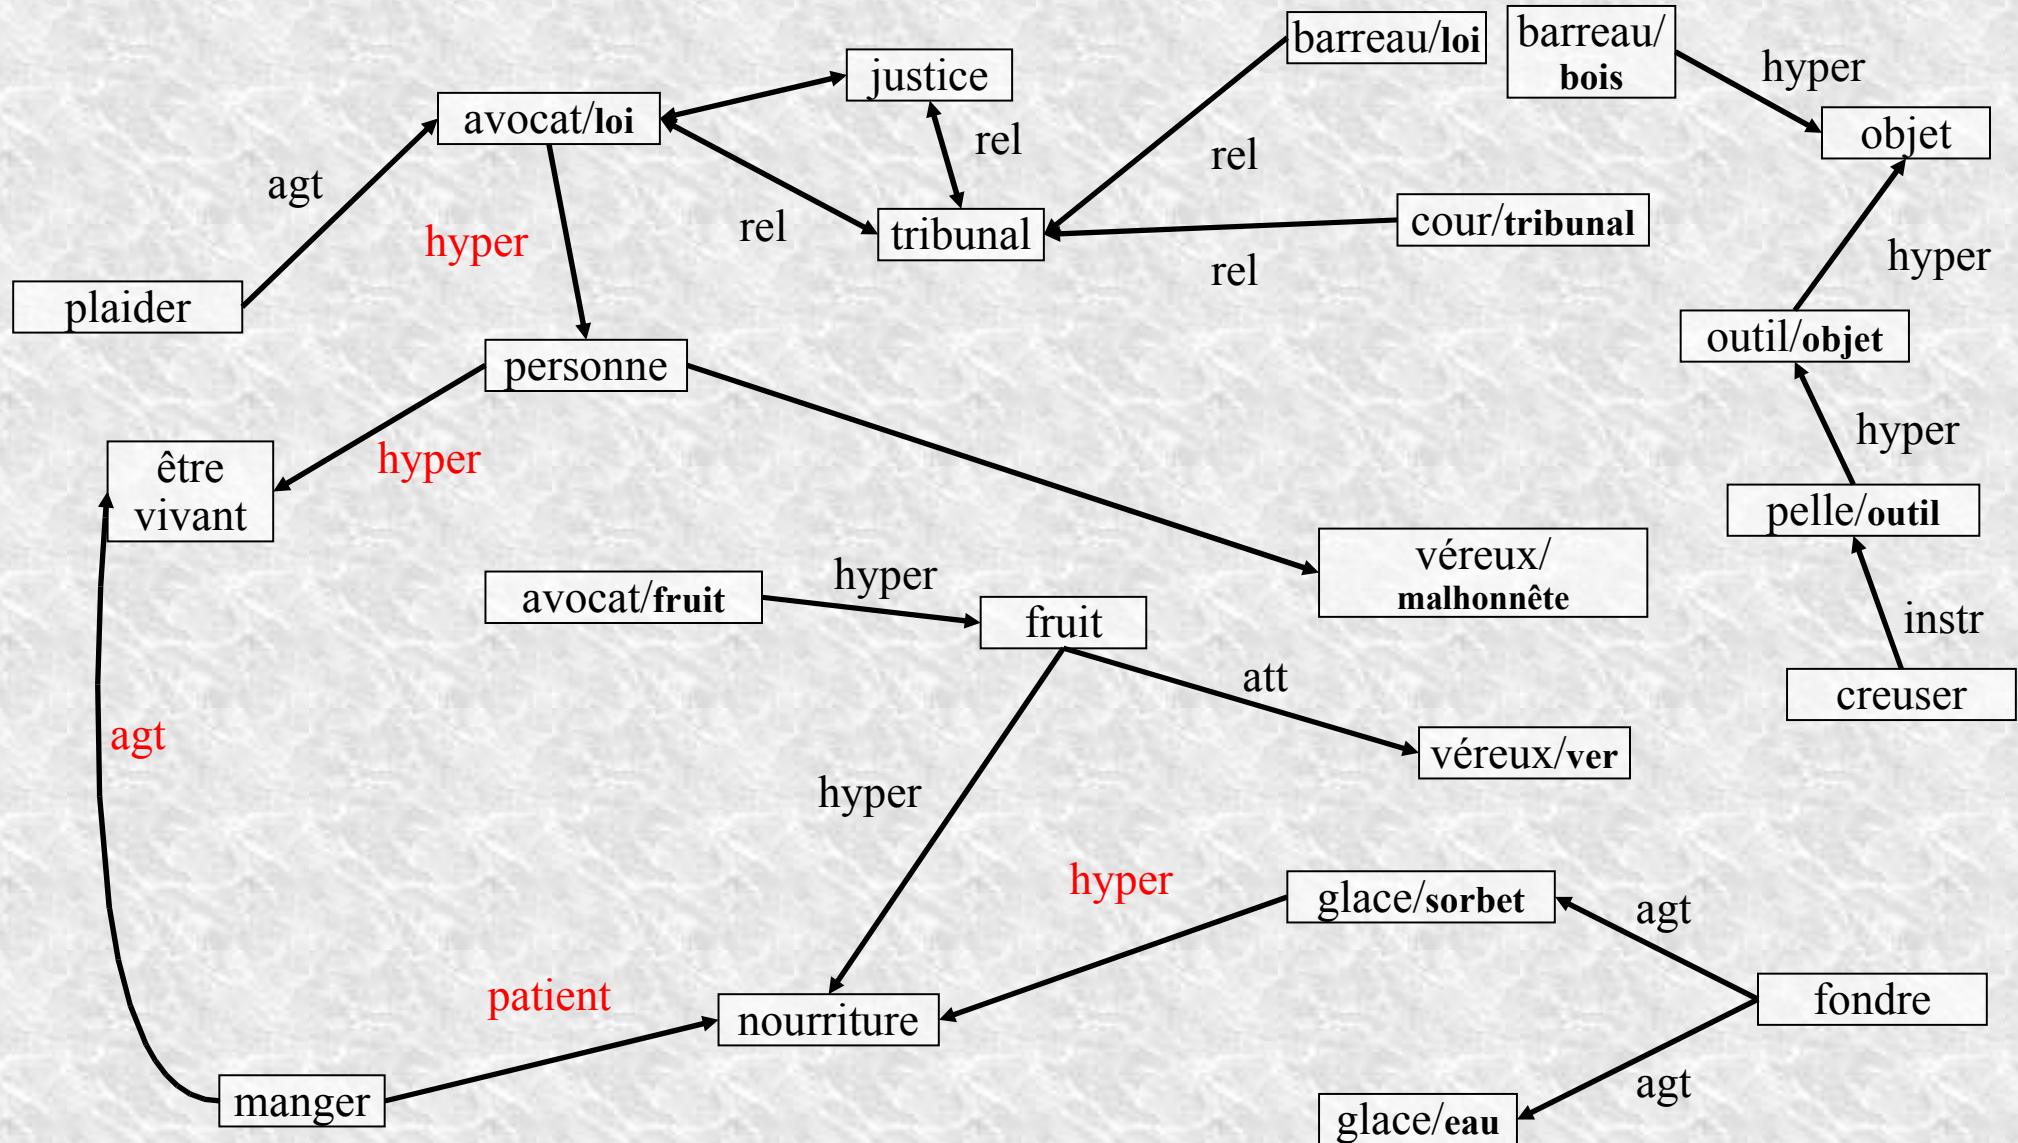 barreau/loi
barreau/
bois
hyper
justice
avocat/loi
objet
rel
rel
agt
cour/tribunal
rel
tribunal
hyper
hyper
rel
plaider
outil/objet
personne
hyper
hyper
être
vivant
pelle/outil
véreux/
malhonnête
hyper
avocat/fruit
fruit
instr
att
creuser
agt
véreux/ver
hyper
hyper
glace/sorbet
agt
patient
nourriture
fondre
agt
manger
glace/eau